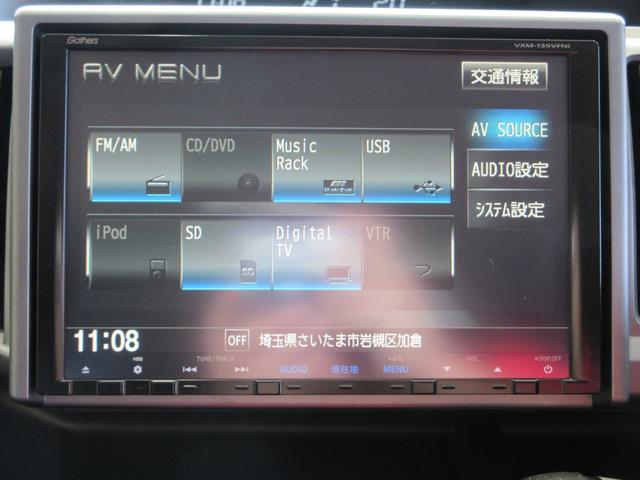 Gathers
VXM-135VFNi
AV MENU
交通情報
FM/AM
CD/DVD
Music Rack
USB
AV SOURCE
AUDIO設定
システム設定
iPod
SD
Digital TV
VTR
SD
11:08
OFF
埼玉県さいたま市岩槻区加倉
TUNE/TRACK
VOL
DISP.OFF
AUDIO
現在地
MENU